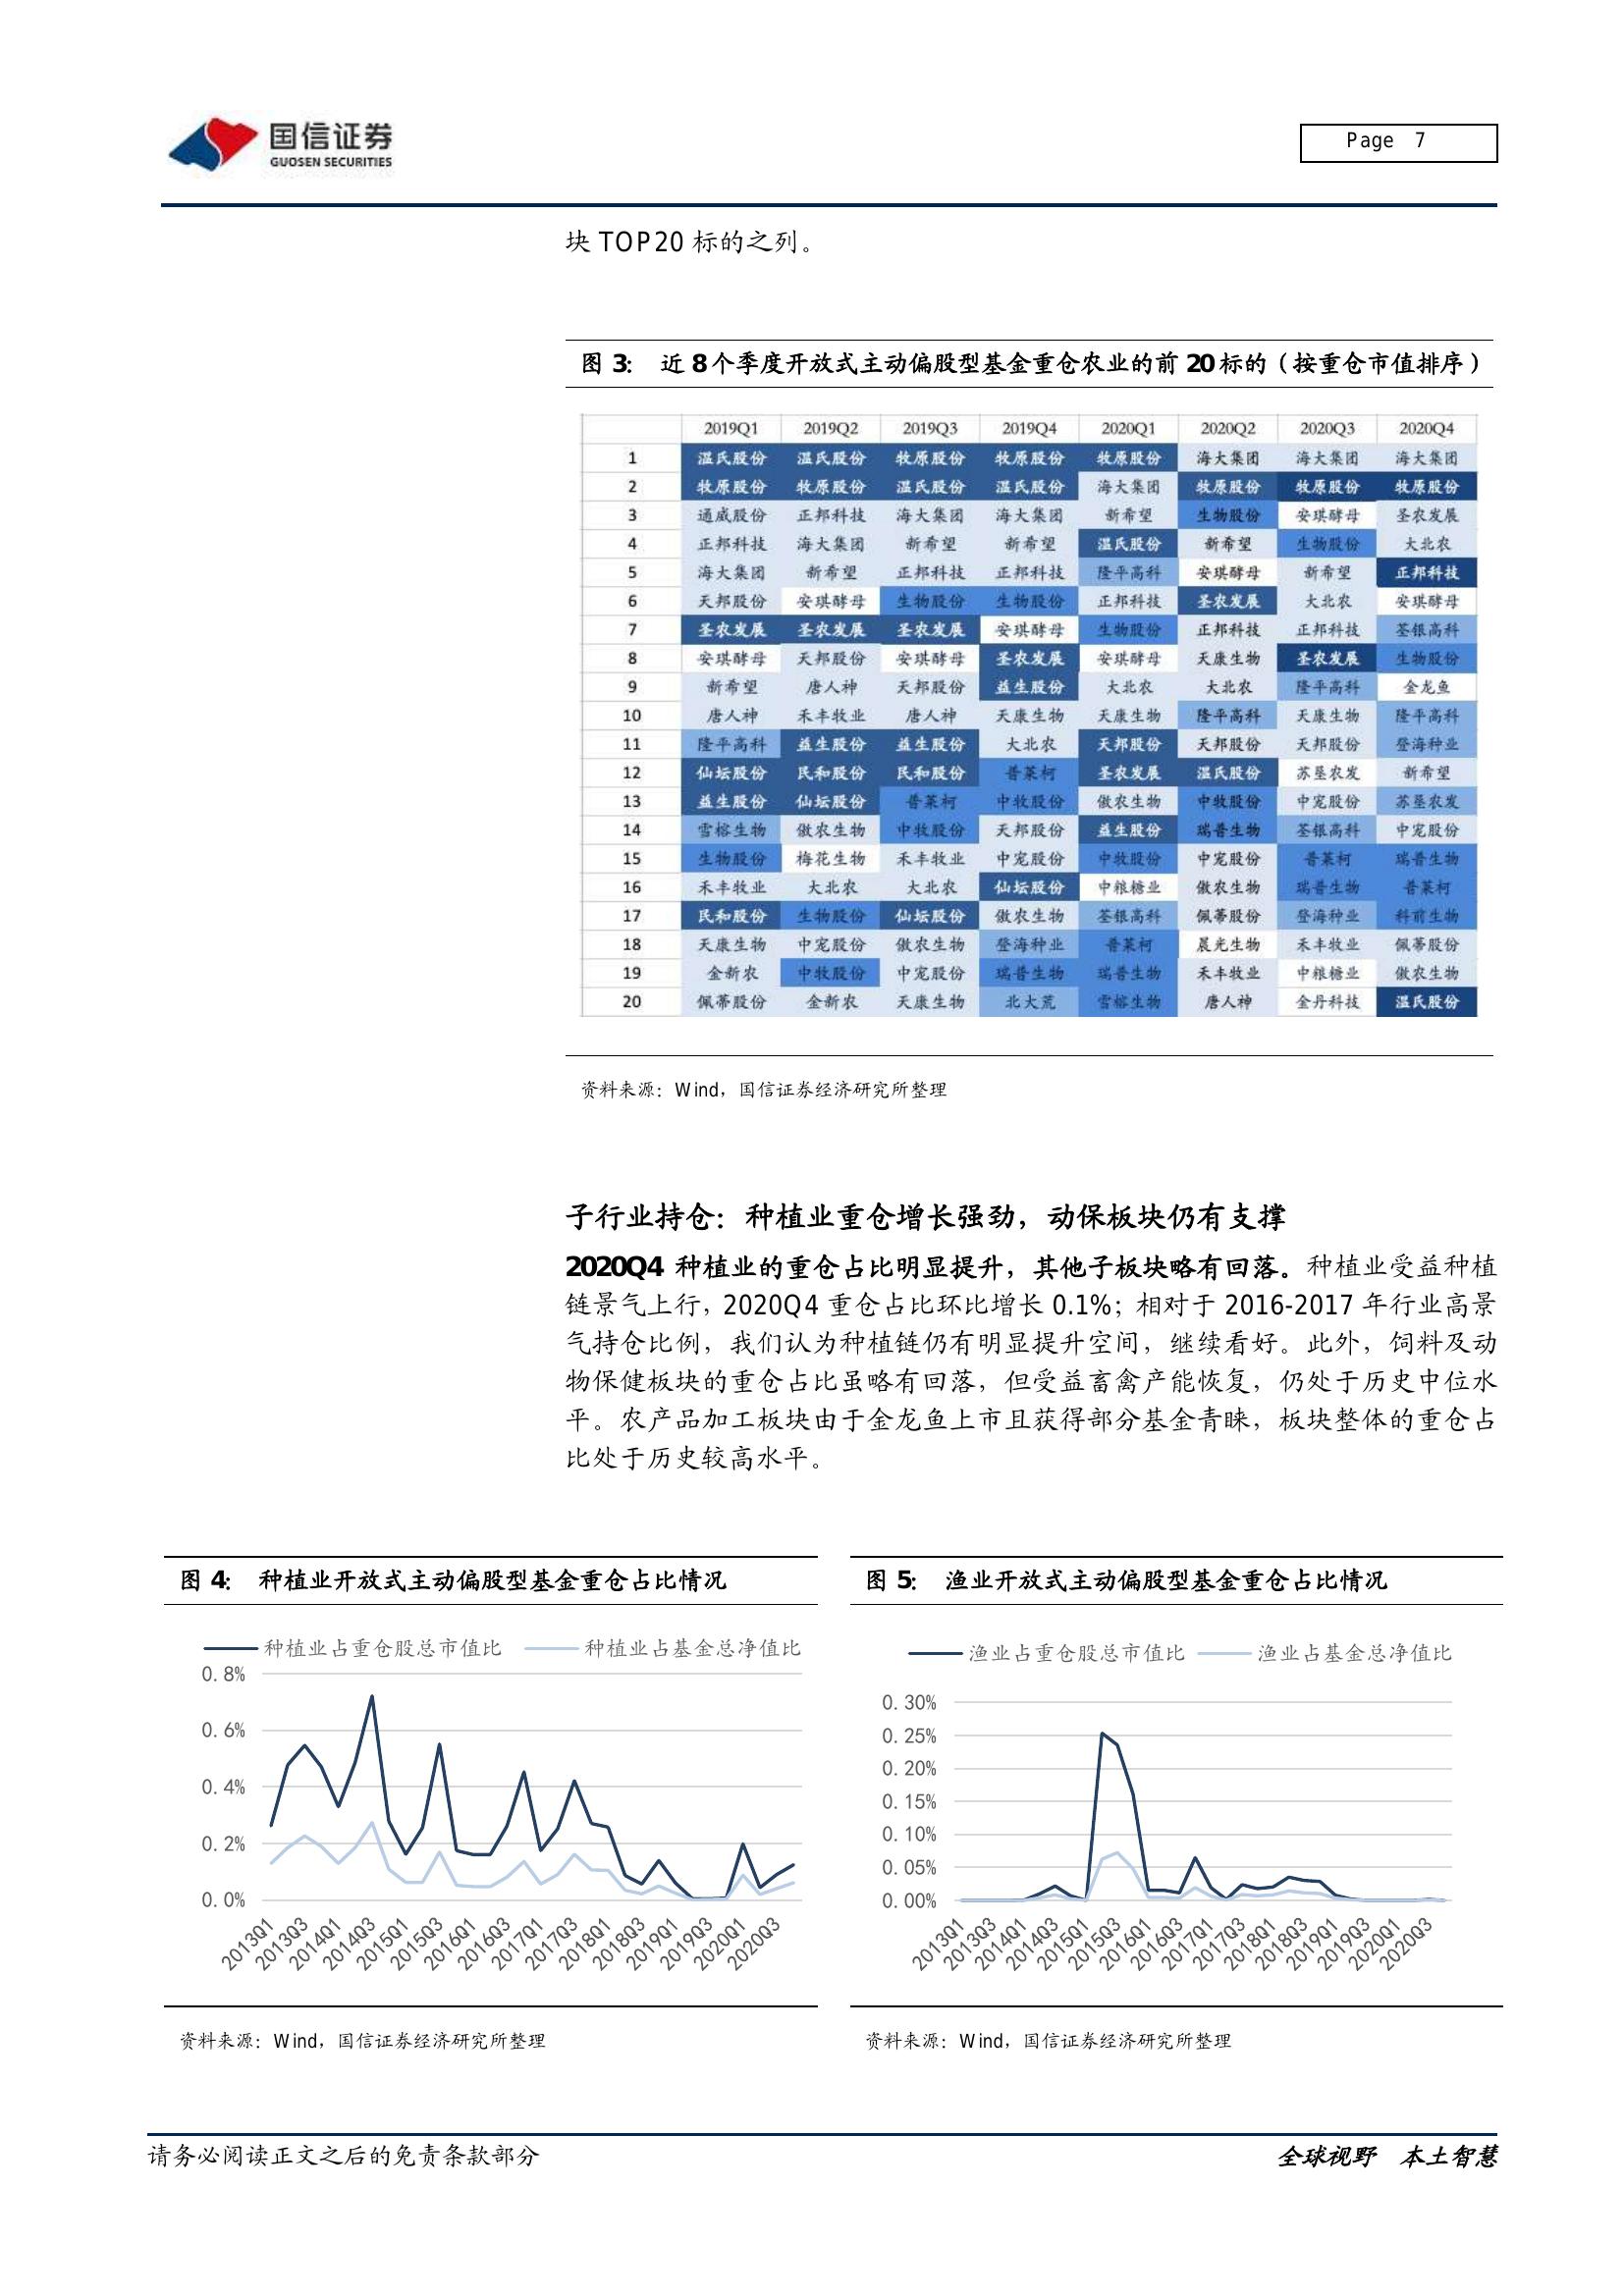 国信证券
GUOSEN SECURITIES
Page 7
块 TOP20 标的之列。
图 3: 近 8 个季度开放式主动偏股型基金重仓农业的前 20 标的（按重仓市值排序）
2019Q1 2019Q2 2019Q3 2019Q4 2020Q1 2020Q2 2020Q3 2020Q4
1 温氏股份 温氏股份 牧原股份 牧原股份 牧原股份 海大集团 海大集团 海大集团
2 牧原股份 牧原股份 温氏股份 温氏股份 海大集团 牧原股份 牧原股份 牧原股份
3 通威股份 正邦科技 海大集团 海大集团 新希望 生物股份 安琪酵母 圣农发展
4 正邦科技 海大集团 新希望 新希望 温氏股份 新希望 生物股份 大北农
5 海大集团 新希望 正邦科技 正邦科技 隆平高科 安琪酵母 新希望 正邦科技
6 天邦股份 安琪酵母 生物股份 生物股份 正邦科技 圣农发展 大北农 安琪酵母
7 圣农发展 圣农发展 圣农发展 安琪酵母 生物股份 正邦科技 正邦科技 荃银高科
8 安琪酵母 天邦股份 安琪酵母 圣农发展 安琪酵母 天康生物 圣农发展 生物股份
9 新希望 唐人神 天邦股份 益生股份 大北农 大北农 隆平高科 金龙鱼
10 唐人神 禾丰牧业 唐人神 天康生物 天康生物 隆平高科 天康生物 隆平高科
11 隆平高科 益生股份 益生股份 大北农 天邦股份 天邦股份 天邦股份 登海种业
12 仙坛股份 民和股份 民和股份 普莱柯 圣农发展 温氏股份 苏垦农发 新希望
13 益生股份 仙坛股份 普莱柯 中牧股份 傲农生物 中牧股份 中宠股份 苏垦农发
14 雪榕生物 傲农生物 中牧股份 天邦股份 益生股份 瑞普生物 荃银高科 中宠股份
15 生物股份 梅花生物 禾丰牧业 中宠股份 中牧股份 中宠股份 普莱柯 瑞普生物
16 禾丰牧业 大北农 大北农 仙坛股份 中粮糖业 傲农生物 瑞普生物 普莱柯
17 民和股份 生物股份 仙坛股份 傲农生物 荃银高科 佩蒂股份 登海种业 科前生物
18 天康生物 中宠股份 傲农生物 登海种业 普莱柯 晨光生物 禾丰牧业 佩蒂股份
19 金新农 中牧股份 中宠股份 瑞普生物 瑞普生物 禾丰牧业 中粮糖业 傲农生物
20 佩蒂股份 金新农 天康生物 北大荒 雪榕生物 唐人神 金丹科技 温氏股份
资料来源：Wind，国信证券经济研究所整理
子行业持仓：种植业重仓增长强劲，动保板块仍有支撑
2020Q4 种植业的重仓占比明显提升，其他子板块略有回落。种植业受益种植
链景气上行，2020Q4 重仓占比环比增长 0.1%；相对于 2016-2017 年行业高景
气持仓比例，我们认为种植链仍有明显提升空间，继续看好。此外，饲料及动
物保健板块的重仓占比虽略有回落，但受益畜禽产能恢复，仍处于历史中位水
平。农产品加工板块由于金龙鱼上市且获得部分基金青睐，板块整体的重仓占
比处于历史较高水平。
图 4: 种植业开放式主动偏股型基金重仓占比情况
种植业占重仓股总市值比 种植业占基金总净值比
0.8%
0.6%
0.4%
0.2%
0.0%
2013Q1 2013Q3 2014Q1 2014Q3 2015Q1 2015Q3 2016Q1 2016Q3 2017Q1 2017Q3 2018Q1 2018Q3 2019Q1 2019Q3 2020Q1 2020Q3
资料来源：Wind，国信证券经济研究所整理
图 5: 渔业开放式主动偏股型基金重仓占比情况
渔业占重仓股总市值比 渔业占基金总净值比
0.30%
0.25%
0.20%
0.15%
0.10%
0.05%
0.00%
2013Q1 2013Q3 2014Q1 2014Q3 2015Q1 2015Q3 2016Q1 2016Q3 2017Q1 2017Q3 2018Q1 2018Q3 2019Q1 2019Q3 2020Q1 2020Q3
资料来源：Wind，国信证券经济研究所整理
请务必阅读正文之后的免责条款部分
全球视野 本土智慧